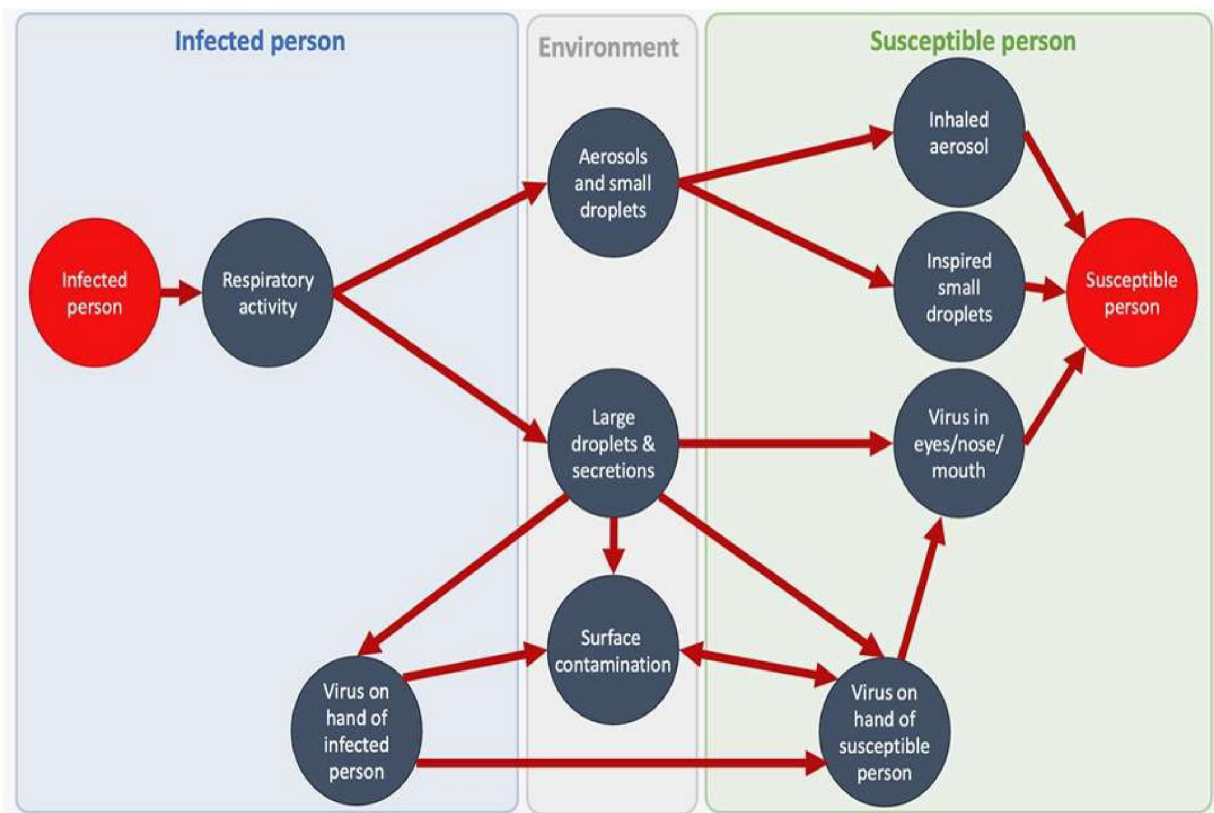 Infected person
Environment
Susceptible person
Infected
person
Respiratory
activity
Aerosols
and small
droplets
Large
droplets &
secretions
Surface
contamination
Virus on
hand of
infected
person
Inhaled
aerosol
Inspired
small
droplets
Virus in
eyes/nose/
mouth
Virus on
hand of
susceptible
person
Susceptible
person